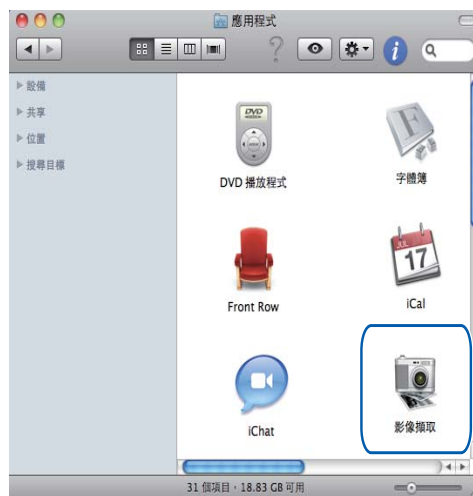 應用程式
設備
共享
位置
搜尋目標
DVD
DVD 播放程式
字體簿
Front Row
JUL
17
iCal
iChat
影像擷取
31 個項目，18.83 GB 可用